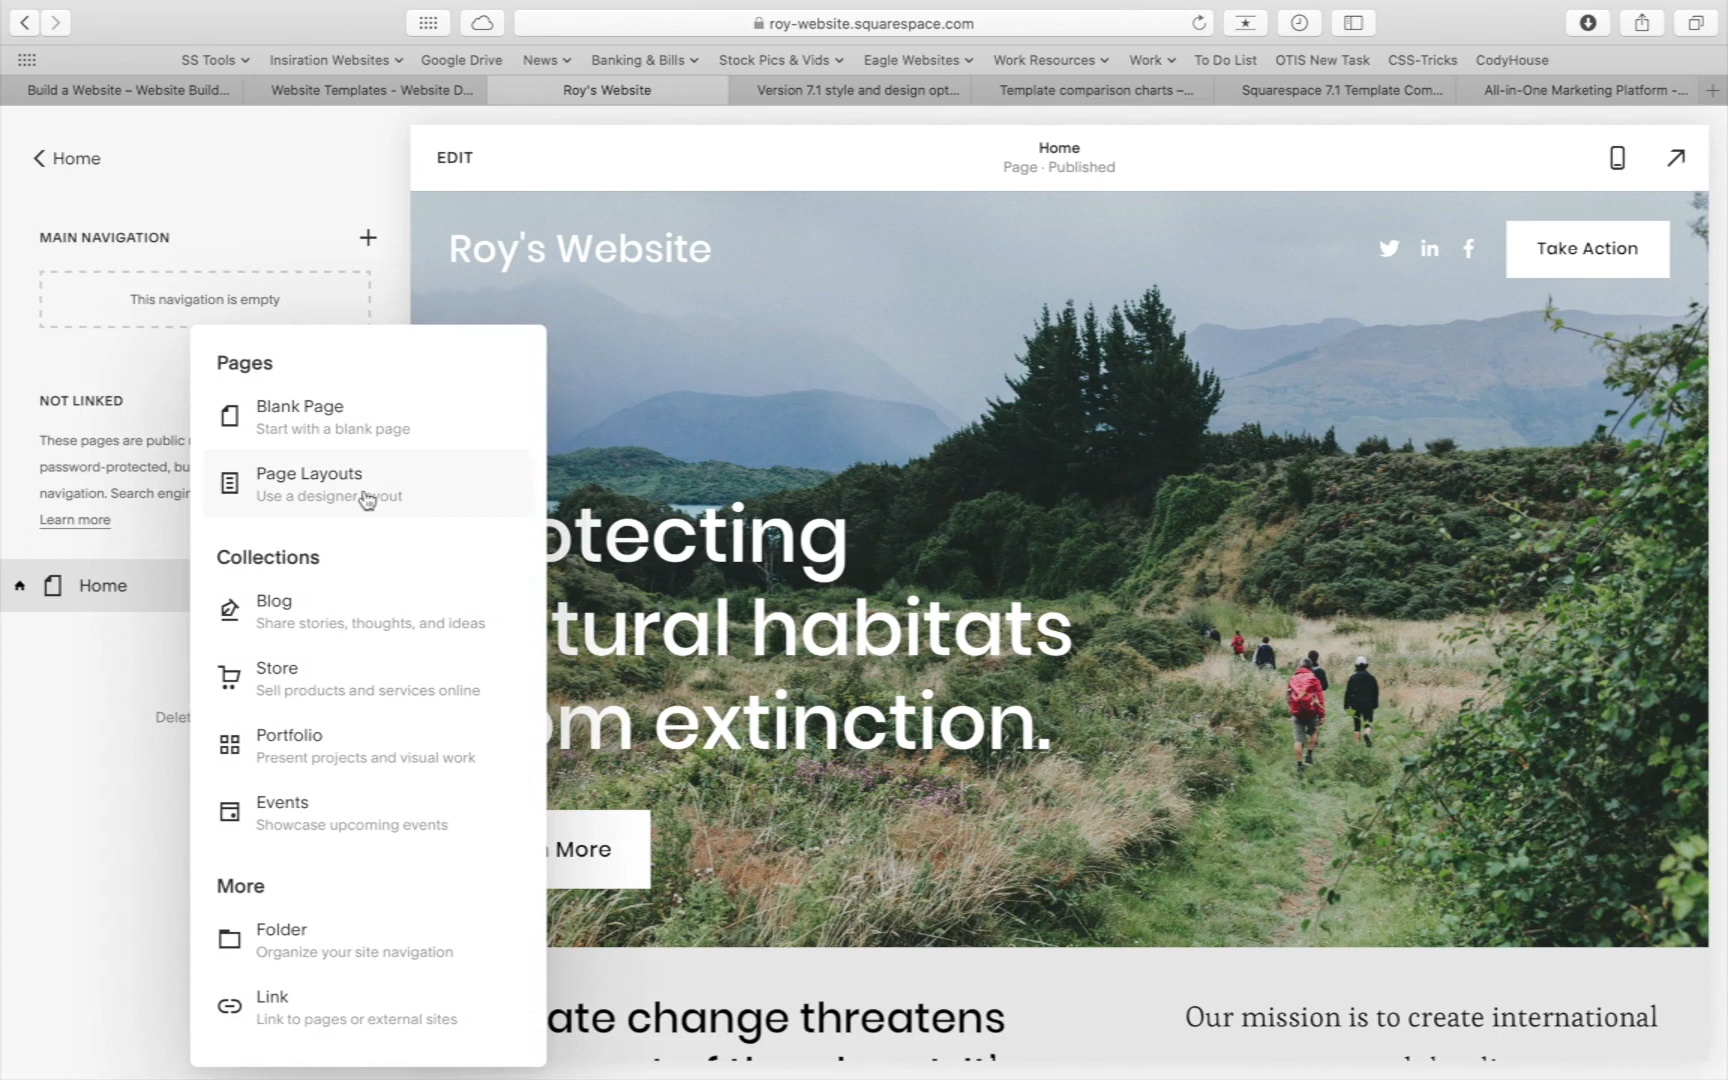 roy-website.squarespace.com
SS Tools
Insiration Websites
Google Drive
News
Banking & Bills
Stock Pics & Vids
Eagle Websites
Work Resources
Work
To Do List
OTIS New Task
CSS-Tricks
CodyHouse
Build a Website – Website Build...
Website Templates - Website D...
Roy's Website
Version 7.1 style and design opt...
Template comparison charts –...
Squarespace 7.1 Template Com...
All-in-One Marketing Platform -...
Home
EDIT
Home
Page · Published
MAIN NAVIGATION
This navigation is empty
NOT LINKED
These pages are public
password-protected, bu
navigation. Search engin
Learn more
Home
Delet
Pages
Blank Page
Start with a blank page
Page Layouts
Use a designer layout
Collections
Blog
Share stories, thoughts, and ideas
Store
Sell products and services online
Portfolio
Present projects and visual work
Events
Showcase upcoming events
More
Folder
Organize your site navigation
Link
Link to pages or external sites
Roy's Website
Take Action
otecting
tural habitats
om extinction.
More
ate change threatens
Our mission is to create international